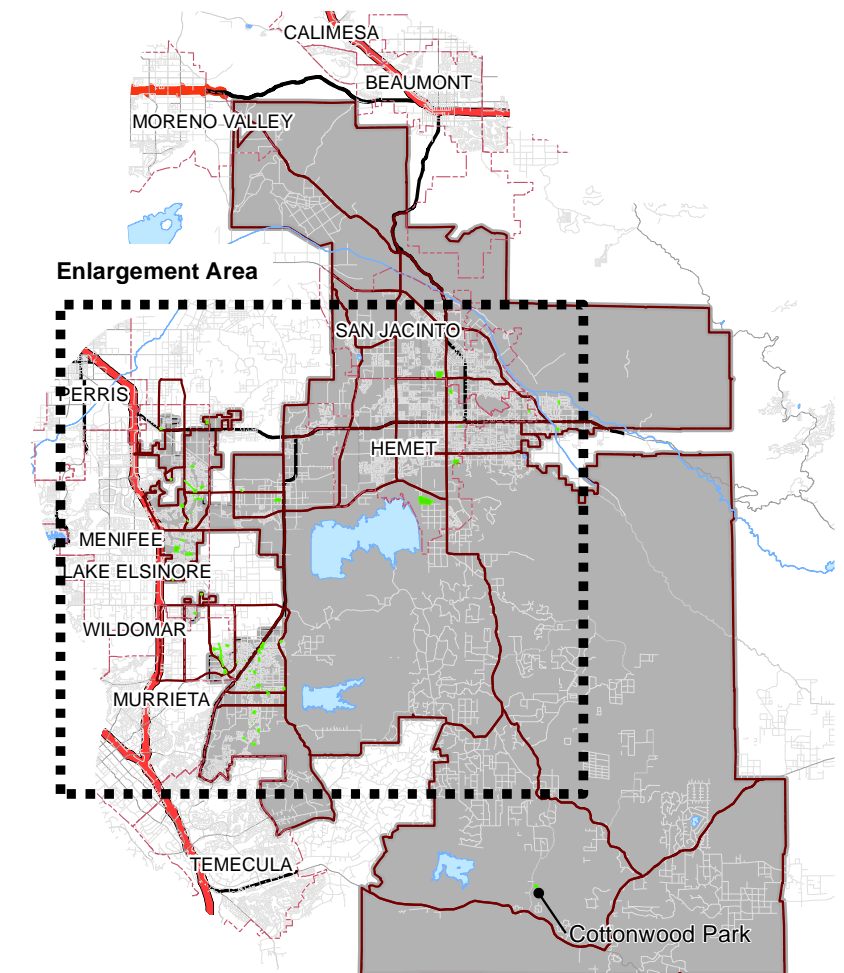 CALIMESA
BEAUMONT
MORENO VALLEY
Enlargement Area
SAN JACINTO
PERRIS
HEMET
MENIFEE
LAKE ELSINORE
WILDOMAR
MURRIETA
TEMECULA
Cottonwood Park